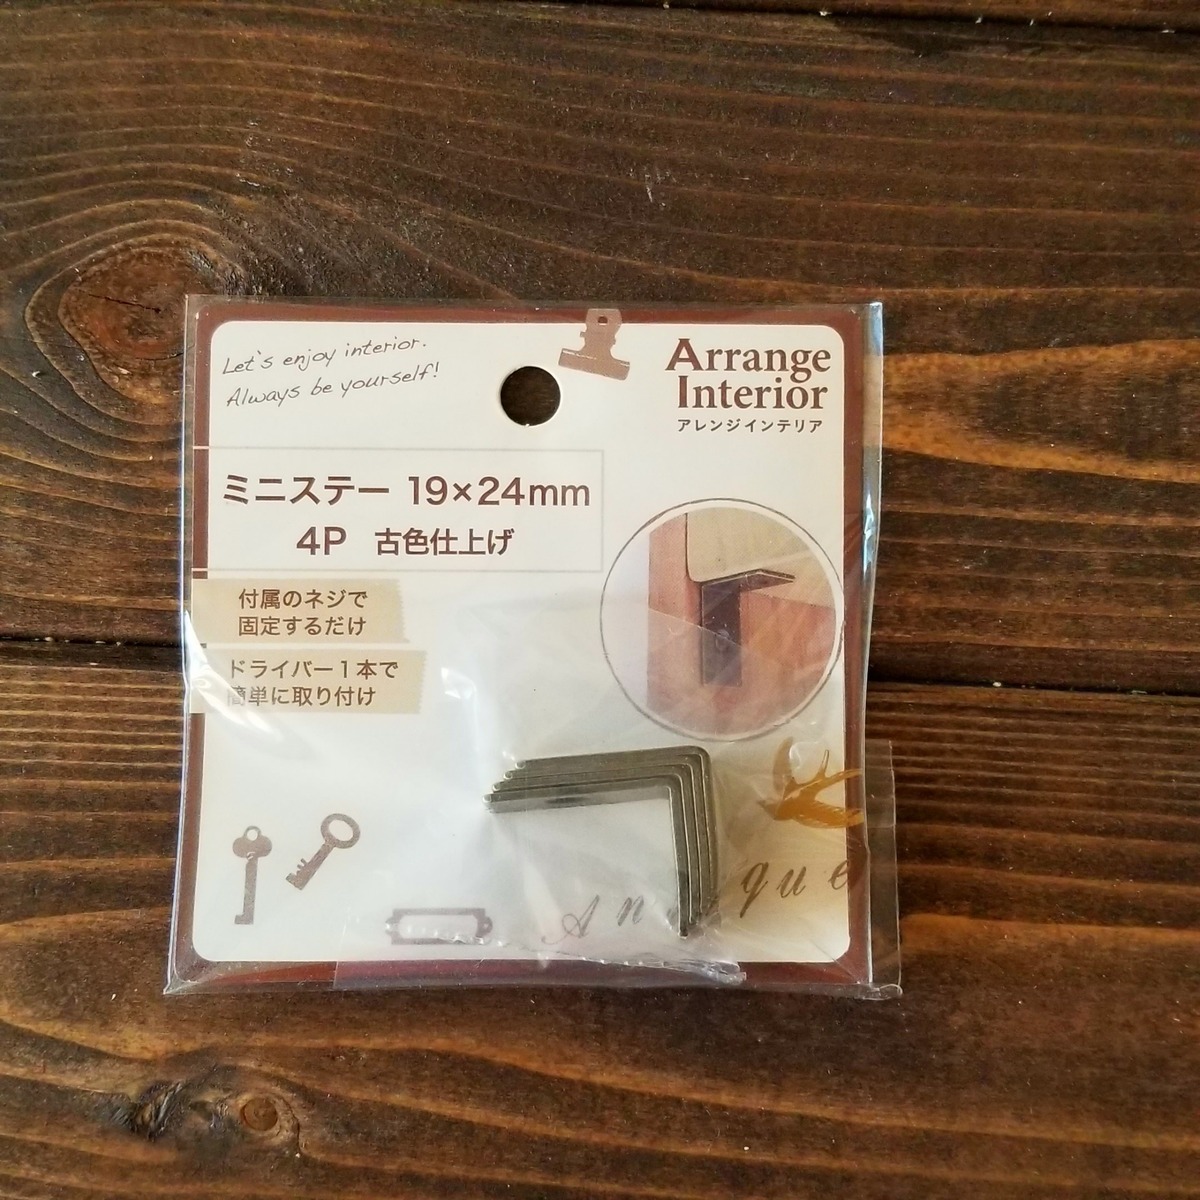 Let's enjoy interior.
Always be yourself!
Arrange
Interior
アレンジインテリア
ミニステー 19×24mm
4P 古色仕上げ
付属のネジで
固定するだけ
ドライバー1本で
簡単に取り付け